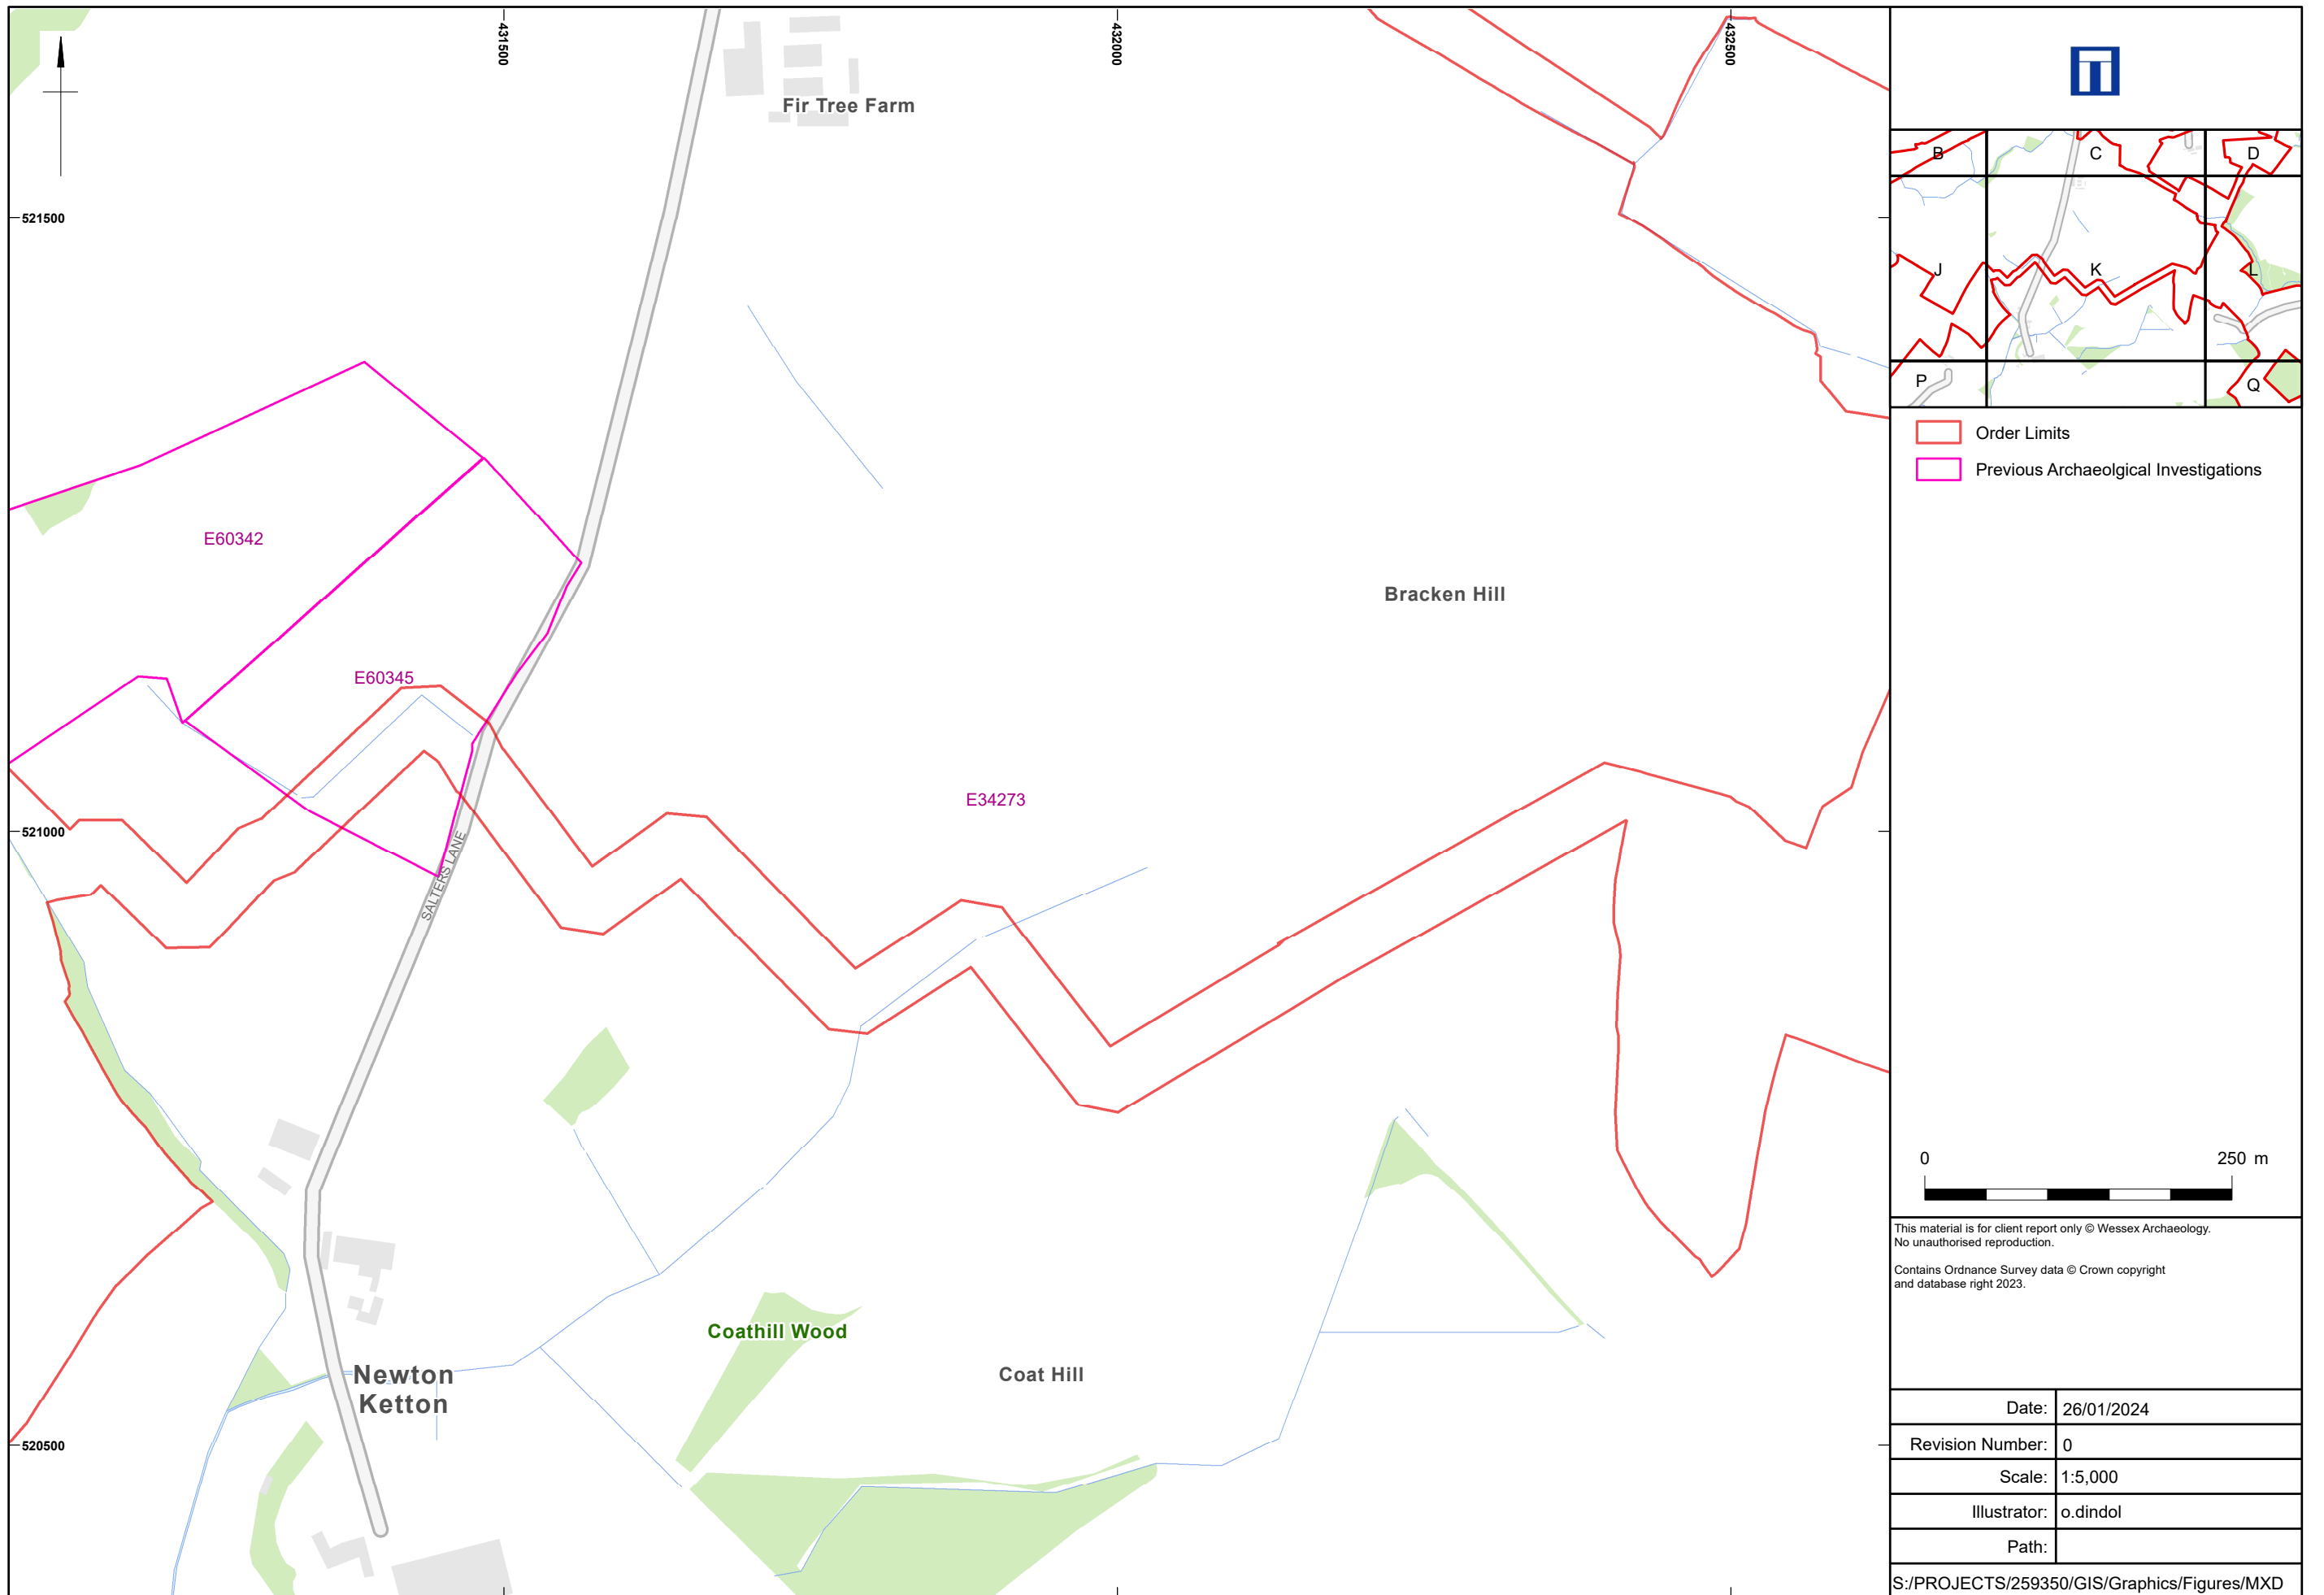 431500
432000
432500
Fir Tree Farm
521500
E60342
Bracken Hill
E60345
E34273
521000
SALTERS LANE
Coathill Wood
Newton
Ketton
Coat Hill
520500
B
C
D
J
K
L
P
Q
Order Limits
Previous Archaeolgical Investigations
0
250 m
This material is for client report only © Wessex Archaeology.
No unauthorised reproduction.
Contains Ordnance Survey data © Crown copyright
and database right 2023.
Date: 26/01/2024
Revision Number: 0
Scale: 1:5,000
Illustrator: o.dindol
Path:
S:/PROJECTS/259350/GIS/Graphics/Figures/MXD